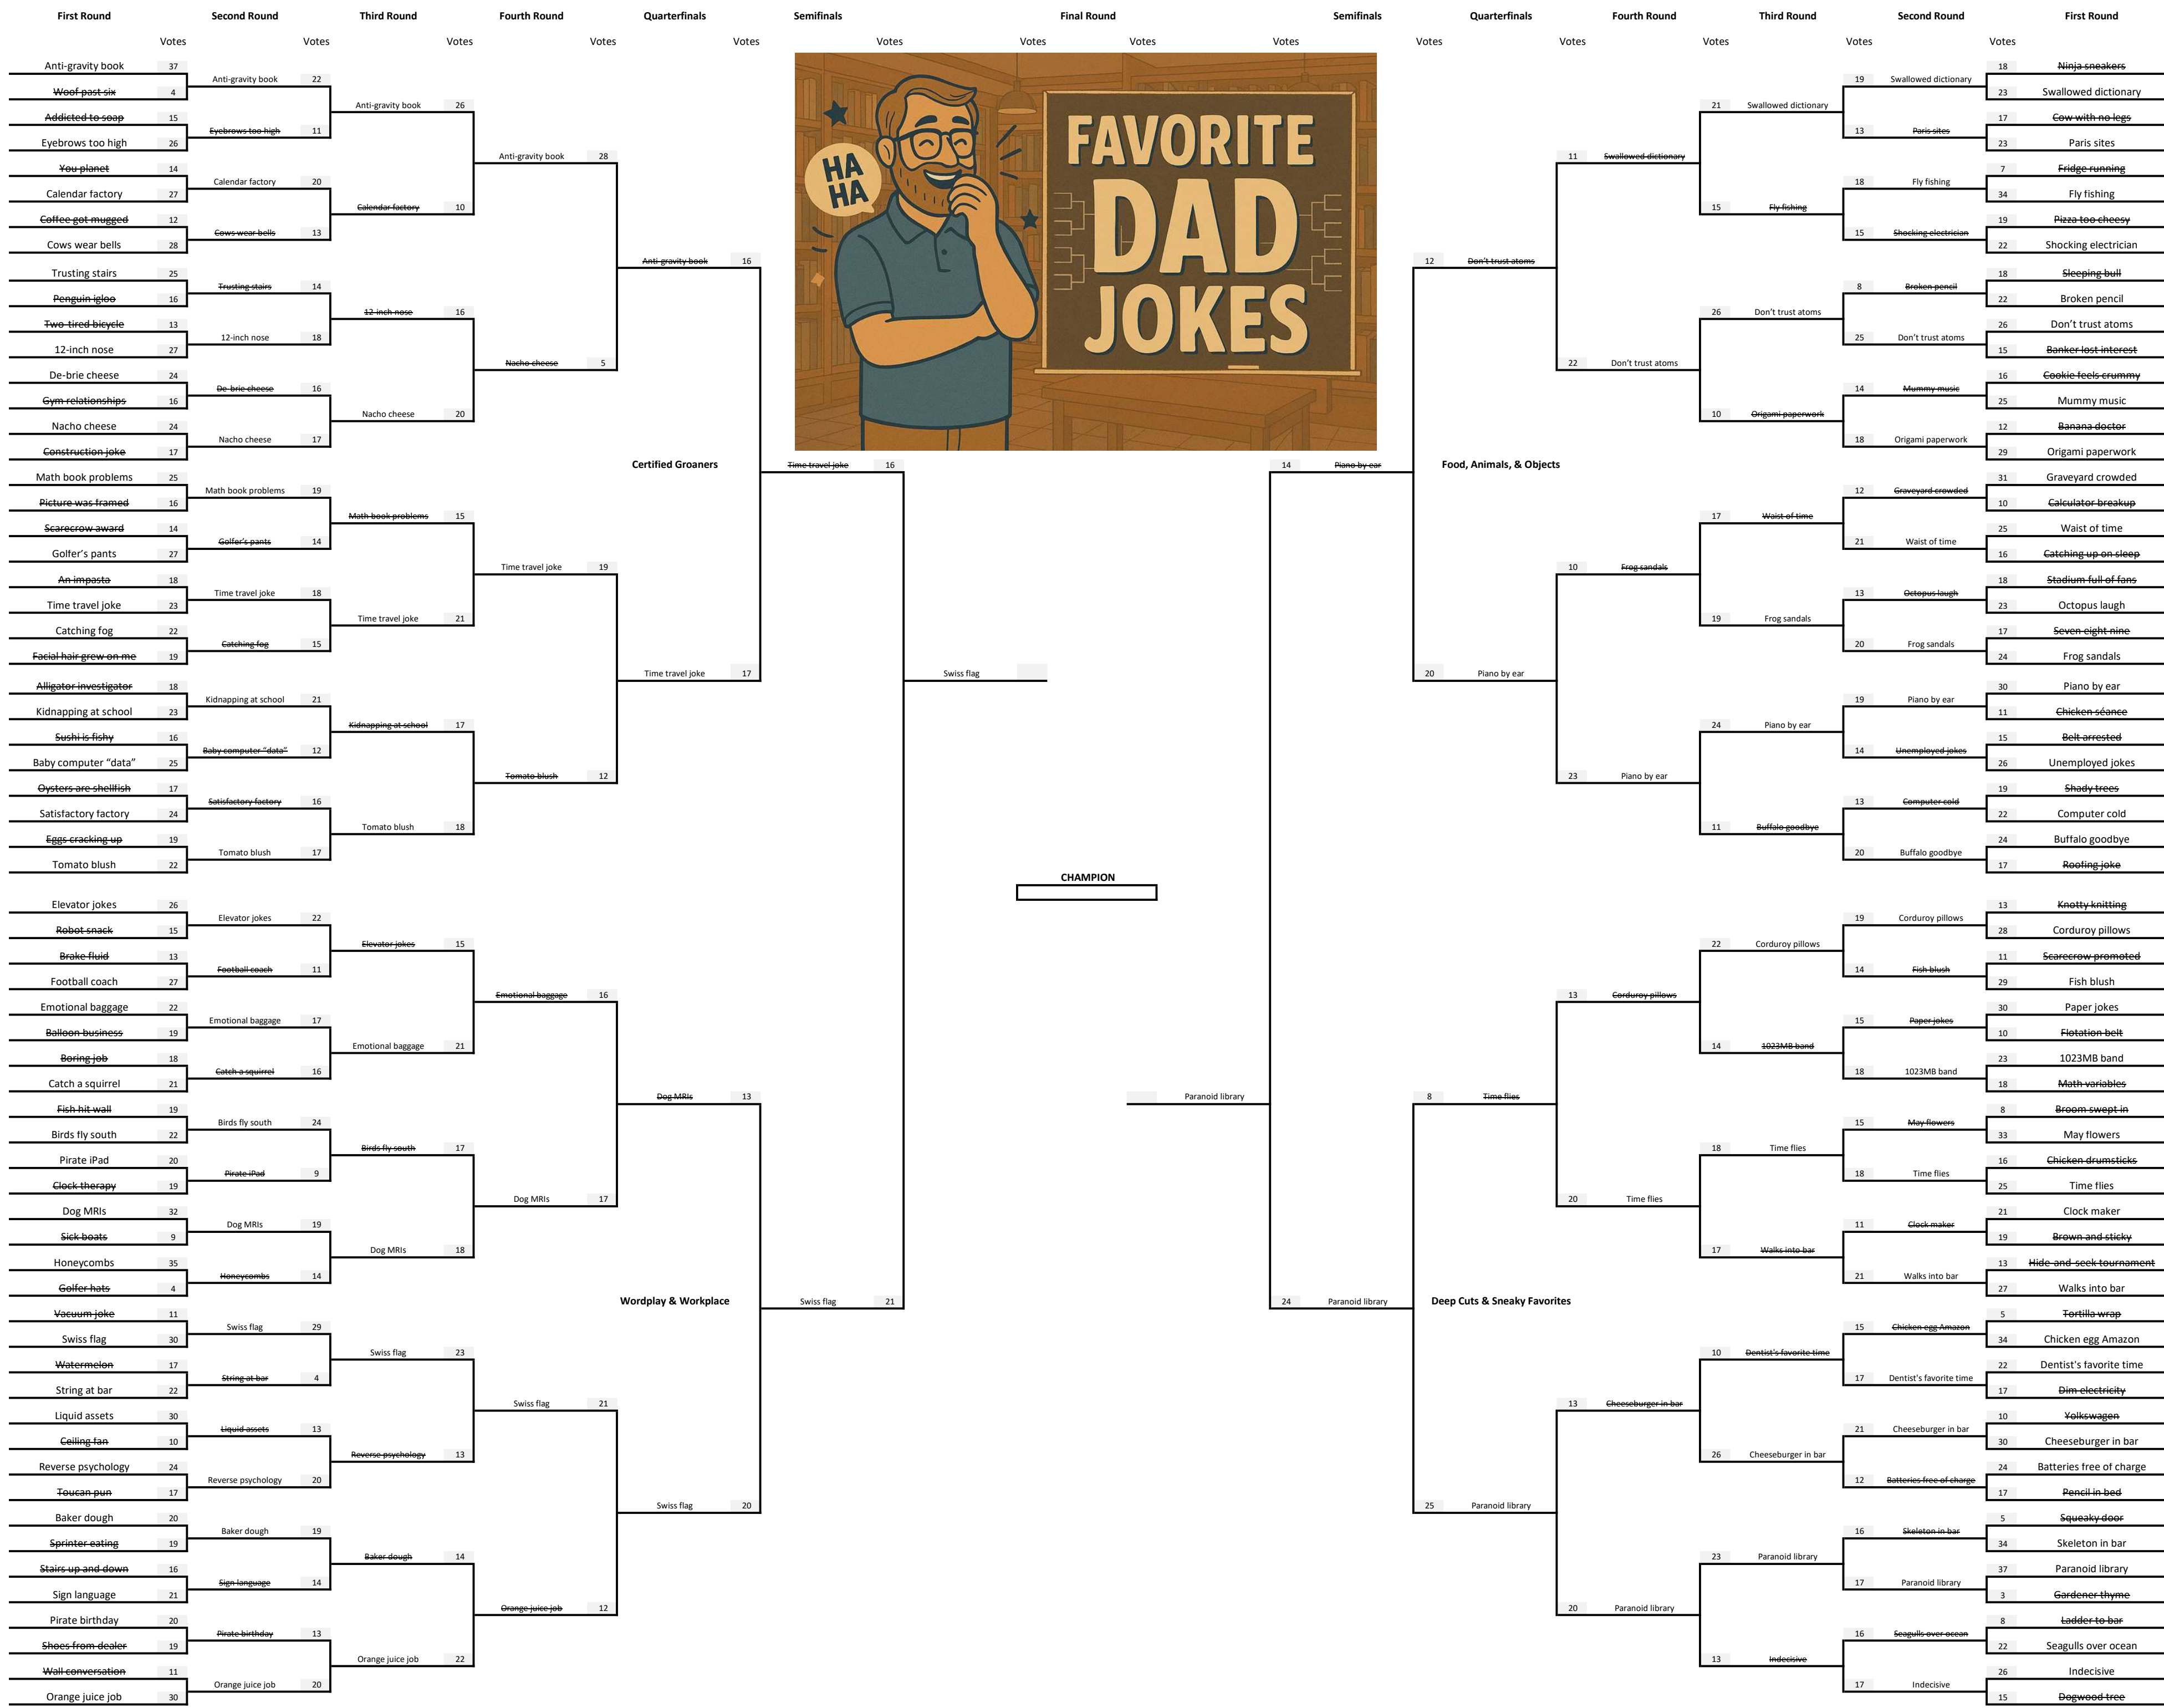 First Round
Second Round
Third Round
Fourth Round
Quarterfinals
Semifinals
Final Round
Semifinals
Quarterfinals
Fourth Round
Third Round
Second Round
First Round
Votes
Votes
Votes
Votes
Votes
Votes
Votes
Votes
Votes
Votes
Votes
Votes
Votes
Votes
Anti-gravity book 37
Woof past six 4
Addicted to soap 15
Eyebrows too high 26
You planet 14
Calendar factory 27
Coffee got mugged 12
Cows wear bells 28
Trusting stairs 25
Penguin igloo 16
Two-tired bicycle 13
12-inch nose 27
De-brie cheese 24
Gym relationships 16
Nacho cheese 24
Construction joke 17
Math book problems 25
Picture was framed 16
Scarecrow award 14
Golfer’s pants 27
An impasta 18
Time travel joke 23
Catching fog 22
Facial hair grew on me 19
Alligator investigator 18
Kidnapping at school 23
Sushi is fishy 16
Baby computer “data” 25
Oysters are shellfish 17
Satisfactory factory 24
Eggs cracking up 19
Tomato blush 22
Elevator jokes 26
Robot snack 15
Brake fluid 13
Football coach 27
Emotional baggage 22
Balloon business 19
Boring job 18
Catch a squirrel 21
Fish hit wall 19
Birds fly south 22
Pirate iPad 20
Clock therapy 19
Dog MRIs 32
Sick boats 9
Honeycombs 35
Golfer hats 4
Vacuum joke 11
Swiss flag 30
Watermelon 17
String at bar 22
Liquid assets 30
Ceiling fan 10
Reverse psychology 24
Toucan pun 17
Baker dough 20
Sprinter eating 19
Stairs up and down 16
Sign language 21
Pirate birthday 20
Shoes from dealer 19
Wall conversation 11
Orange juice job 30
Anti-gravity book 22
Eyebrows too high 11
Calendar factory 20
Cows wear bells 13
Trusting stairs 14
12-inch nose 18
De-brie cheese 16
Nacho cheese 17
Math book problems 19
Golfer’s pants 14
Time travel joke 18
Catching fog 15
Kidnapping at school 21
Baby computer “data” 12
Satisfactory factory 16
Tomato blush 17
Elevator jokes 22
Football coach 11
Emotional baggage 17
Catch a squirrel 16
Birds fly south 24
Pirate iPad 9
Dog MRIs 19
Honeycombs 14
Swiss flag 29
String at bar 4
Liquid assets 13
Reverse psychology 20
Baker dough 19
Sign language 14
Pirate birthday 13
Orange juice job 20
Anti-gravity book 26
Calendar factory 10
12-inch nose 16
Nacho cheese 20
Math book problems 15
Time travel joke 21
Kidnapping at school 17
Tomato blush 18
Elevator jokes 15
Emotional baggage 21
Birds fly south 17
Dog MRIs 18
Swiss flag 23
Reverse psychology 13
Baker dough 14
Orange juice job 22
Anti-gravity book 28
Nacho cheese 5
Time travel joke 19
Tomato blush 12
Emotional baggage 16
Dog MRIs 17
Swiss flag 21
Orange juice job 12
Anti-gravity book 16
Certified Groaners
Time travel joke 17
Dog MRIs 13
Wordplay & Workplace
Swiss flag 20
Time travel joke 16
Swiss flag 21
Swiss flag
HA
HA
FAVORITE
DAD
JOKES
CHAMPION
Paranoid library
14 Piano by ear
24 Paranoid library
12 Don’t trust atoms
Food, Animals, & Objects
20 Piano by ear
8 Time flies
Deep Cuts & Sneaky Favorites
25 Paranoid library
11 Swallowed dictionary
22 Don’t trust atoms
10 Frog sandals
23 Piano by ear
13 Corduroy pillows
20 Time flies
13 Cheeseburger in bar
20 Paranoid library
21 Swallowed dictionary
15 Fly fishing
26 Don’t trust atoms
10 Origami paperwork
17 Waist of time
19 Frog sandals
24 Piano by ear
11 Buffalo goodbye
22 Corduroy pillows
14 1023MB band
18 Time flies
17 Walks into bar
10 Dentist's favorite time
26 Cheeseburger in bar
23 Paranoid library
13 Indecisive
19 Swallowed dictionary
13 Paris sites
18 Fly fishing
15 Shocking electrician
8 Broken pencil
25 Don’t trust atoms
14 Mummy music
18 Origami paperwork
12 Graveyard crowded
21 Waist of time
13 Octopus laugh
20 Frog sandals
19 Piano by ear
14 Unemployed jokes
13 Computer cold
20 Buffalo goodbye
19 Corduroy pillows
14 Fish blush
15 Paper jokes
18 1023MB band
15 May flowers
18 Time flies
11 Clock maker
21 Walks into bar
15 Chicken egg Amazon
17 Dentist's favorite time
21 Cheeseburger in bar
12 Batteries free of charge
16 Skeleton in bar
17 Paranoid library
16 Seagulls over ocean
17 Indecisive
18 Ninja sneakers
23 Swallowed dictionary
17 Cow with no legs
23 Paris sites
7 Fridge running
34 Fly fishing
19 Pizza too cheesy
22 Shocking electrician
18 Sleeping bull
22 Broken pencil
26 Don’t trust atoms
15 Banker lost interest
16 Cookie feels crummy
25 Mummy music
12 Banana doctor
29 Origami paperwork
31 Graveyard crowded
10 Calculator breakup
25 Waist of time
16 Catching up on sleep
18 Stadium full of fans
23 Octopus laugh
17 Seven eight nine
24 Frog sandals
30 Piano by ear
11 Chicken séance
15 Belt arrested
26 Unemployed jokes
19 Shady trees
22 Computer cold
24 Buffalo goodbye
17 Roofing joke
13 Knotty knitting
28 Corduroy pillows
11 Scarecrow promoted
29 Fish blush
30 Paper jokes
10 Flotation belt
23 1023MB band
18 Math variables
8 Broom swept in
33 May flowers
16 Chicken drumsticks
25 Time flies
21 Clock maker
19 Brown and sticky
13 Hide-and-seek tournament
27 Walks into bar
5 Tortilla wrap
34 Chicken egg Amazon
22 Dentist's favorite time
17 Dim electricity
10 Yolkswagen
30 Cheeseburger in bar
24 Batteries free of charge
17 Pencil in bed
5 Squeaky door
34 Skeleton in bar
37 Paranoid library
3 Gardener thyme
8 Ladder to bar
22 Seagulls over ocean
26 Indecisive
15 Dogwood tree